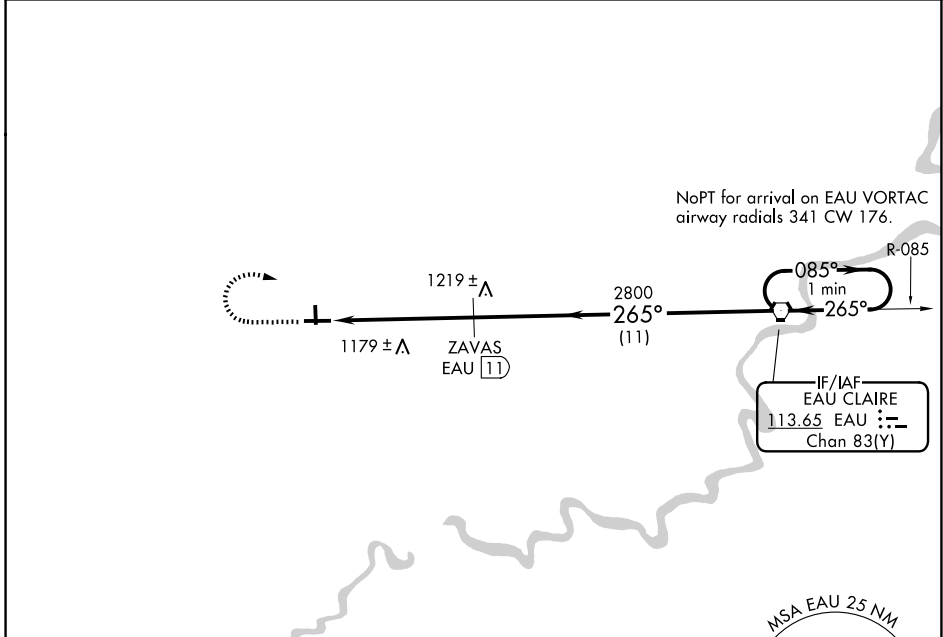 NoPT for arrival on EAU VORTAC
airway radials 341 CW 176.
R-085
085°
1 min
265°
1219 ±
2800
265°
(11)
1179 ±
ZAVAS
EAU 11
IF/IAF
EAU CLAIRE
113.65 EAU
Chan 83(Y)
MSA EAU 25 NM